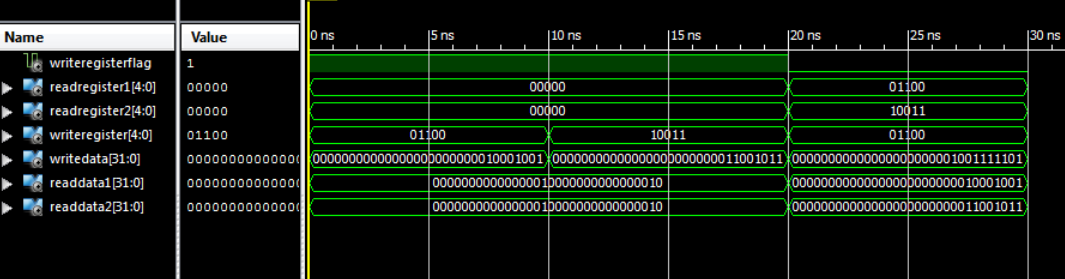 Name Value 0 ns 5 ns 10 ns 15 ns 20 ns 25 ns 30 ns
writeregisterflag 1
readregister1[4:0] 00000 00000 01100
readregister2[4:0] 00000 00000 10011
writeregister[4:0] 01100 01100 10011 01100
writedata[31:0] 00000000000000 00000000000000000000000010001001 00000000000000000000000011001011 00000000000000000000001001111101
readdata1[31:0] 00000000000000 00000000000000010000000000000010 00000000000000000000000010001001
readdata2[31:0] 00000000000000 00000000000000010000000000000010 00000000000000000000000011001011